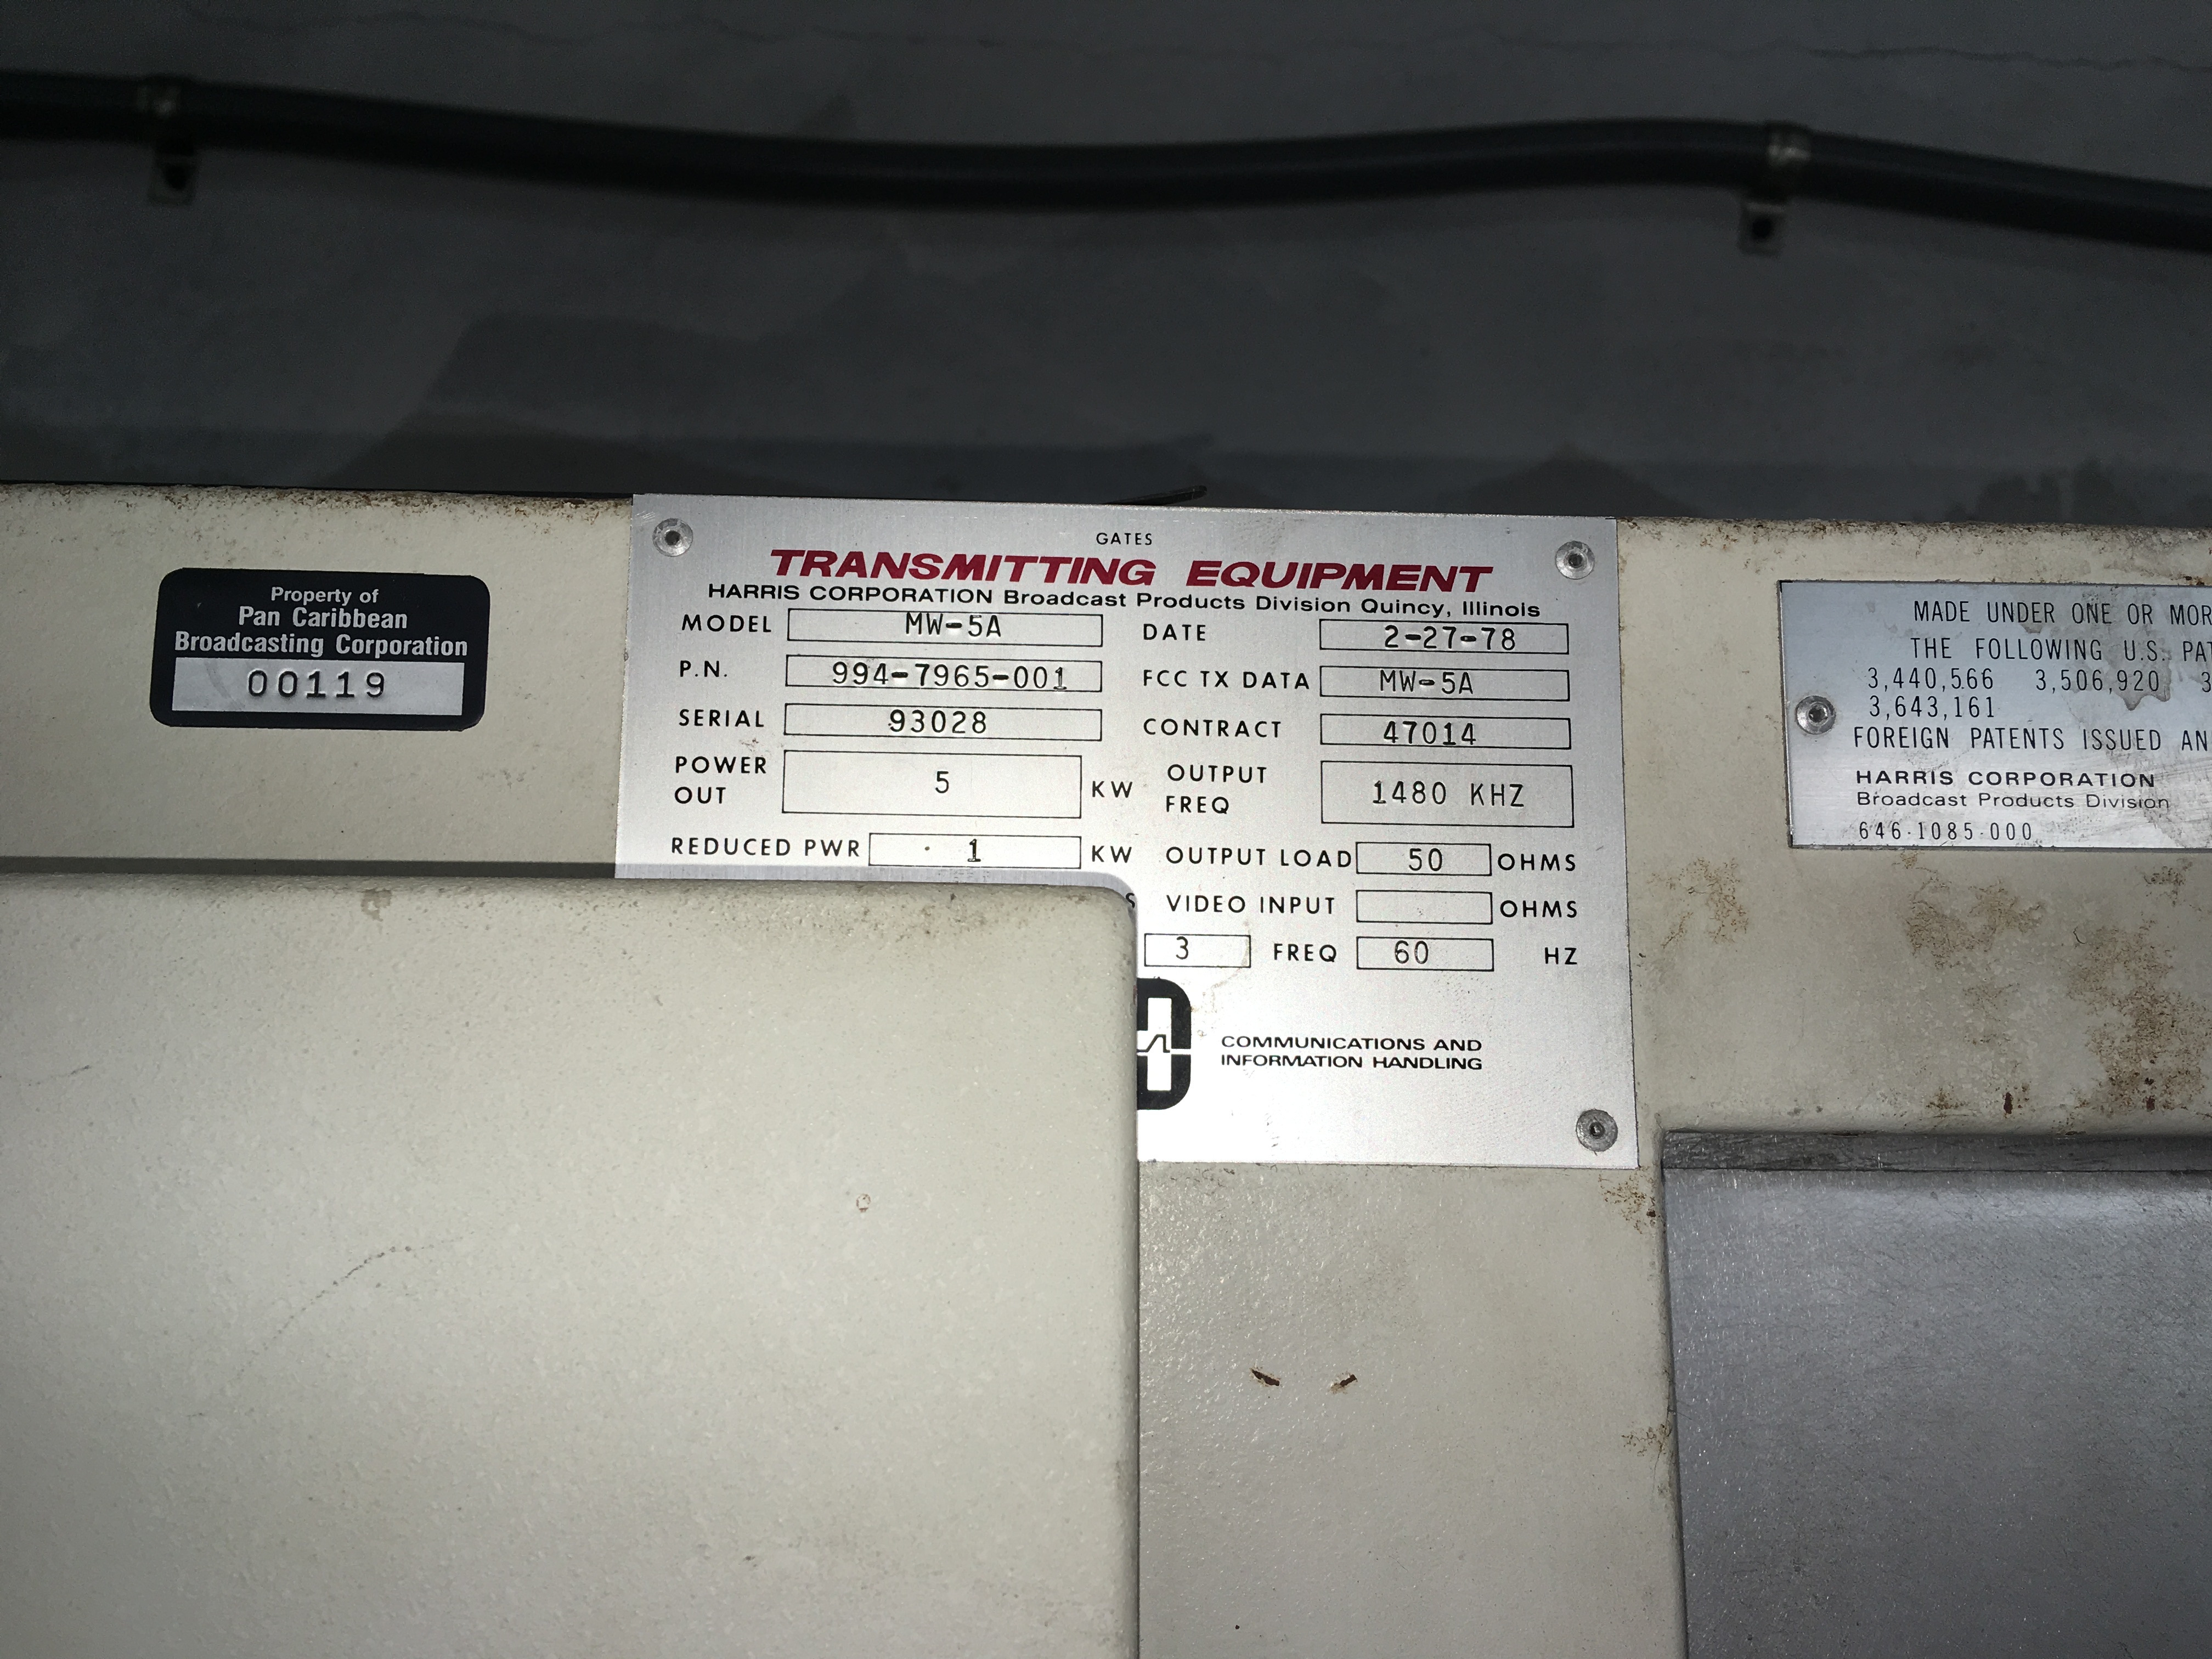 Property of
Pan Caribbean
Broadcasting Corporation
00119
GATES
TRANSMITTING EQUIPMENT
HARRIS CORPORATION Broadcast Products Division Quincy, Illinois
MODEL MW-5A DATE 2-27-78
P.N. 994-7965-001 FCC TX DATA MW-5A
SERIAL 93028 CONTRACT 47014
POWER OUT 5 KW OUTPUT FREQ 1480 KHZ
REDUCED PWR 1 KW OUTPUT LOAD 50 OHMS
VIDEO INPUT OHMS
3 FREQ 60 HZ
COMMUNICATIONS AND
INFORMATION HANDLING
MADE UNDER ONE OR
THE FOLLOWING U.S.
3,440,566 3,506,920
3,643,161
FOREIGN PATENTS ISSUED
HARRIS CORPORATION
Broadcast Products Division
646-1085-000